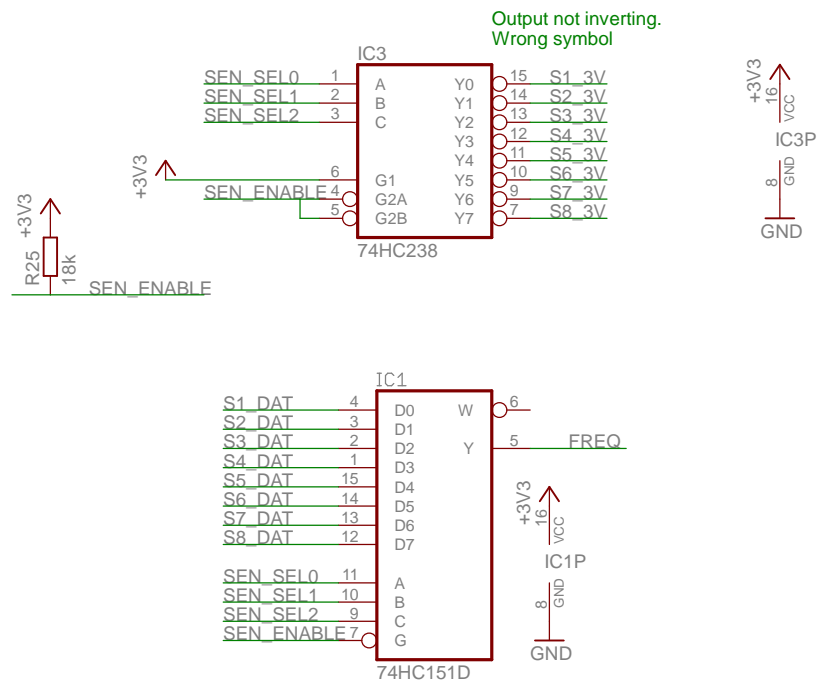 Output not inverting.
Wrong symbol
IC3
SEN_SEL0 1 A Y0 15 S1_3V
SEN_SEL1 2 B Y1 14 S2_3V
SEN_SEL2 3 C Y2 13 S3_3V
Y3 12 S4_3V
Y4 11 S5_3V
+3V3 6 G1 Y5 10 S6_3V
SEN_ENABLE 4 G2A Y6 9 S7_3V
5 G2B Y7 7 S8_3V
74HC238
+3V3
16
VCC
IC3P
8
GND
GND
+3V3
R25
18k
SEN_ENABLE
IC1
S1_DAT 4 D0 W 6
S2_DAT 3 D1
S3_DAT 2 D2 Y 5 FREQ
S4_DAT 1 D3
S5_DAT 15 D4
S6_DAT 14 D5
S7_DAT 13 D6
S8_DAT 12 D7
SEN_SEL0 11 A
SEN_SEL1 10 B
SEN_SEL2 9 C
SEN_ENABLE 7 G
74HC151D
+3V3
16
VCC
IC1P
8
GND
GND